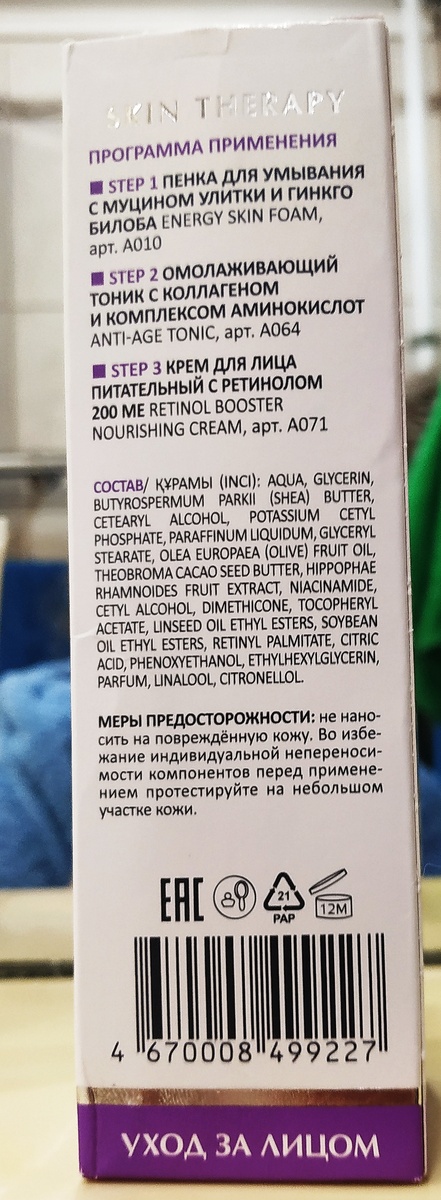 SKIN THERAPY
ПРОГРАММА ПРИМЕНЕНИЯ
STEP 1 ПЕНКА ДЛЯ УМЫВАНИЯ
С МУЦИНОМ УЛИТКИ И ГИНКГО
БИЛОБА ENERGY SKIN FOAM,
арт. А010
STEP 2 ОМОЛАЖИВАЮЩИЙ
ТОНИК С КОЛЛАГЕНОМ
И КОМПЛЕКСОМ АМИНОКИСЛОТ
ANTI-AGE TONIC, арт. А064
STEP 3 КРЕМ ДЛЯ ЛИЦА
ПИТАТЕЛЬНЫЙ С РЕТИНОЛОМ
200 МЕ RETINOL BOOSTER
NOURISHING CREAM, арт. А071
СОСТАВ/ ҚҰРАМЫ (INCI): AQUA, GLYCERIN,
BUTYROSPERMUM PARKII (SHEA) BUTTER,
CETEARYL ALCOHOL, POTASSIUM CETYL
PHOSPHATE, PARAFFINUM LIQUIDUM, GLYCERYL
STEARATE, OLEA EUROPAEA (OLIVE) FRUIT OIL,
THEOBROMA CACAO SEED BUTTER, HIPPOPHAE
RHAMNOIDES FRUIT EXTRACT, NIACINAMIDE,
CETYL ALCOHOL, DIMETHICONE, TOCOPHERYL
ACETATE, LINSEED OIL ETHYL ESTERS, SOYBEAN
OIL ETHYL ESTERS, RETINYL PALMITATE, CITRIC
ACID, PHENOXYETHANOL, ETHYLHEXYLGLYCERIN,
PARFUM, LINALOOL, CITRONELLOL.
МЕРЫ ПРЕДОСТОРОЖНОСТИ: не нано-
сить на повреждённую кожу. Во избе-
жание индивидуальной непереноси-
мости компонентов перед примене-
нием протестируйте на небольшом
участке кожи.
EAC 21 12M
PAP
4 670008 499227
УХОД ЗА ЛИЦОМ